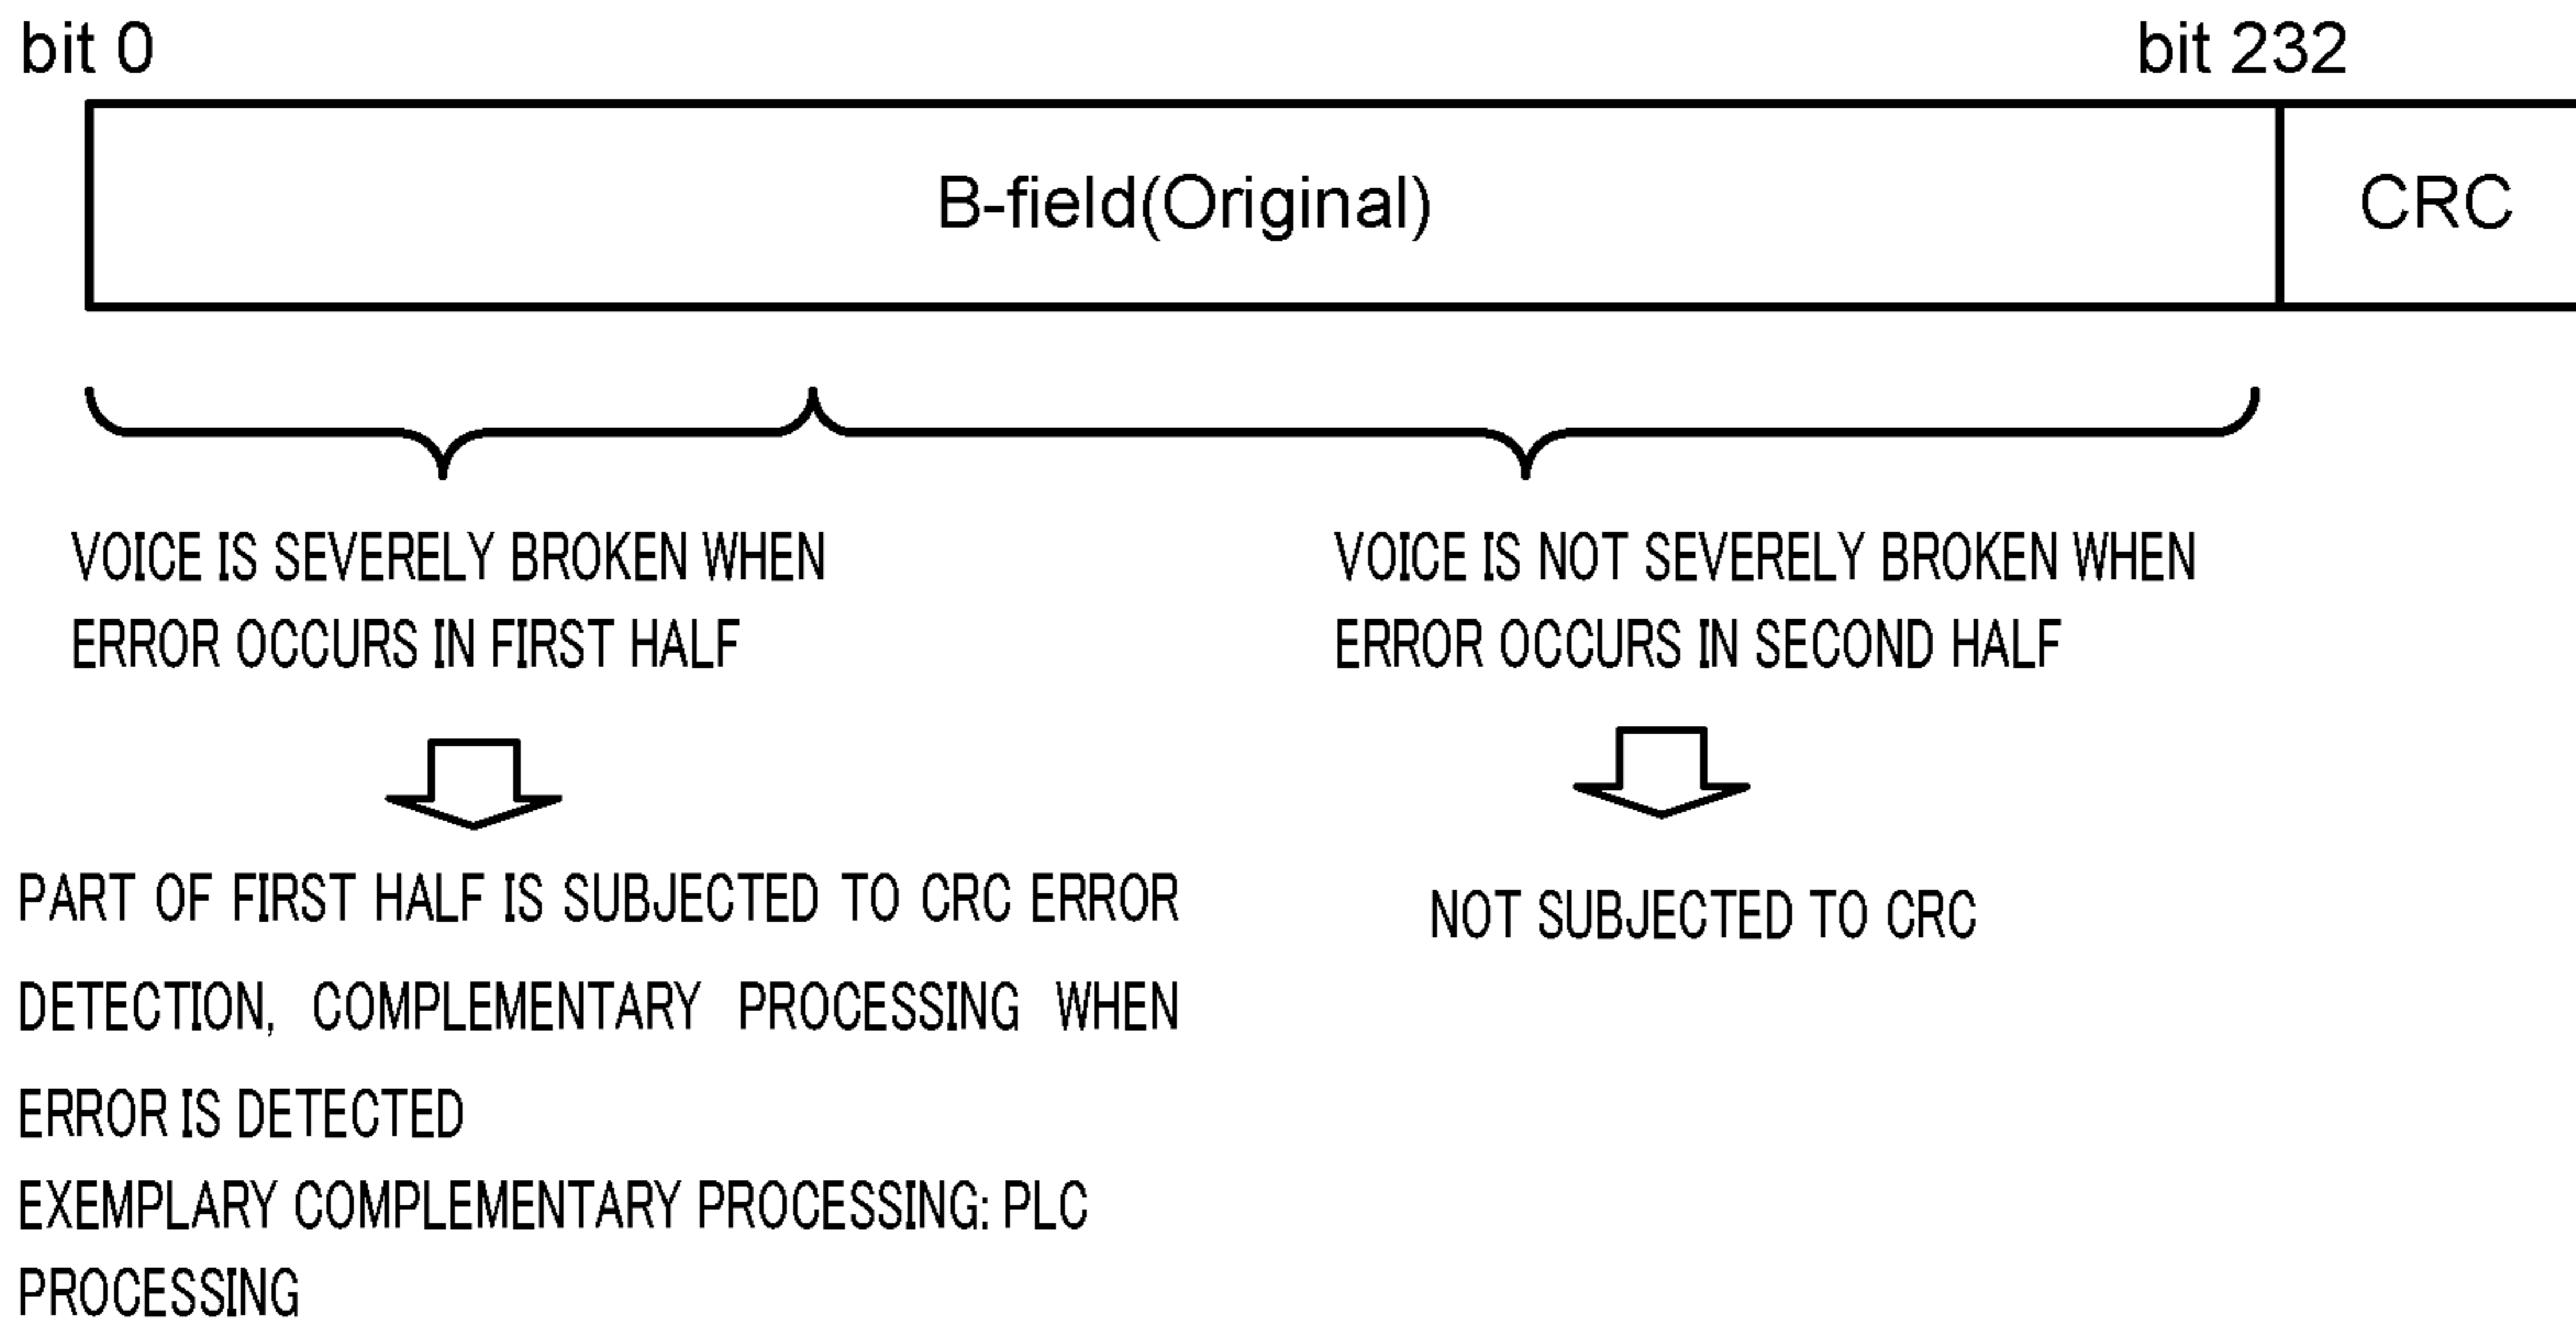 bit 0
bit 232
B-field(Original)
CRC
VOICE IS SEVERELY BROKEN WHEN
ERROR OCCURS IN FIRST HALF
VOICE IS NOT SEVERELY BROKEN WHEN
ERROR OCCURS IN SECOND HALF
PART OF FIRST HALF IS SUBJECTED TO CRC ERROR
DETECTION, COMPLEMENTARY PROCESSING WHEN
ERROR IS DETECTED
EXEMPLARY COMPLEMENTARY PROCESSING: PLC
PROCESSING
NOT SUBJECTED TO CRC